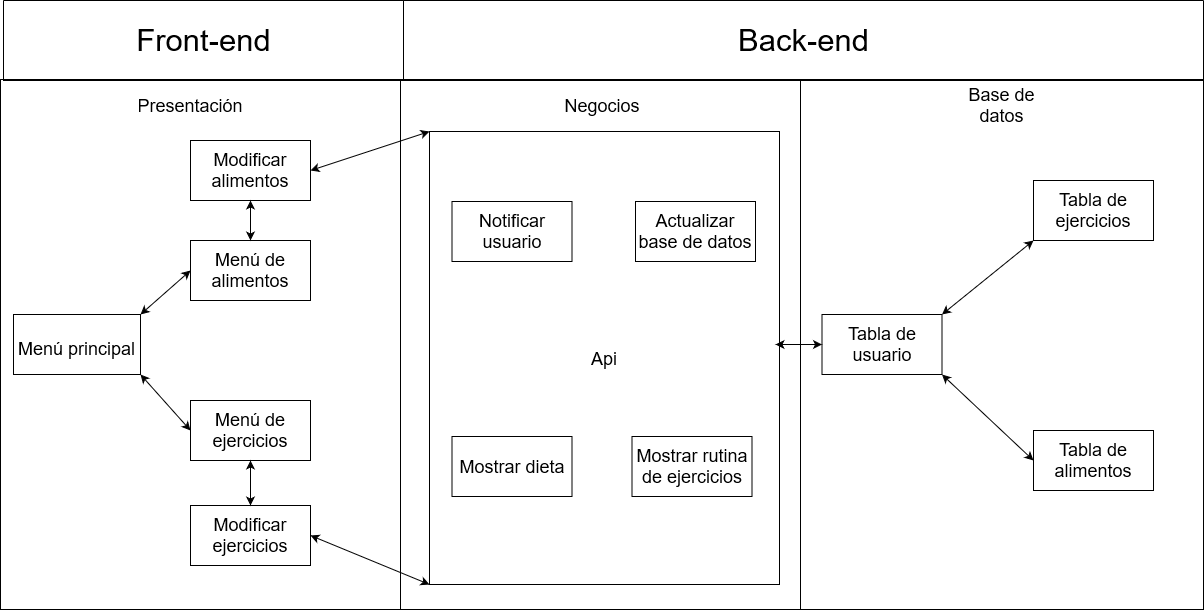 Front-end
Back-end
Presentación
Modificar
alimentos
Menú de
alimentos
Menú principal
Menú de
ejercicios
Modificar
ejercicios
Negocios
Notificar
usuario
Actualizar
base de datos
Api
Mostrar dieta
Mostrar rutina
de ejercicios
Base de
datos
Tabla de
ejercicios
Tabla de
usuario
Tabla de
alimentos